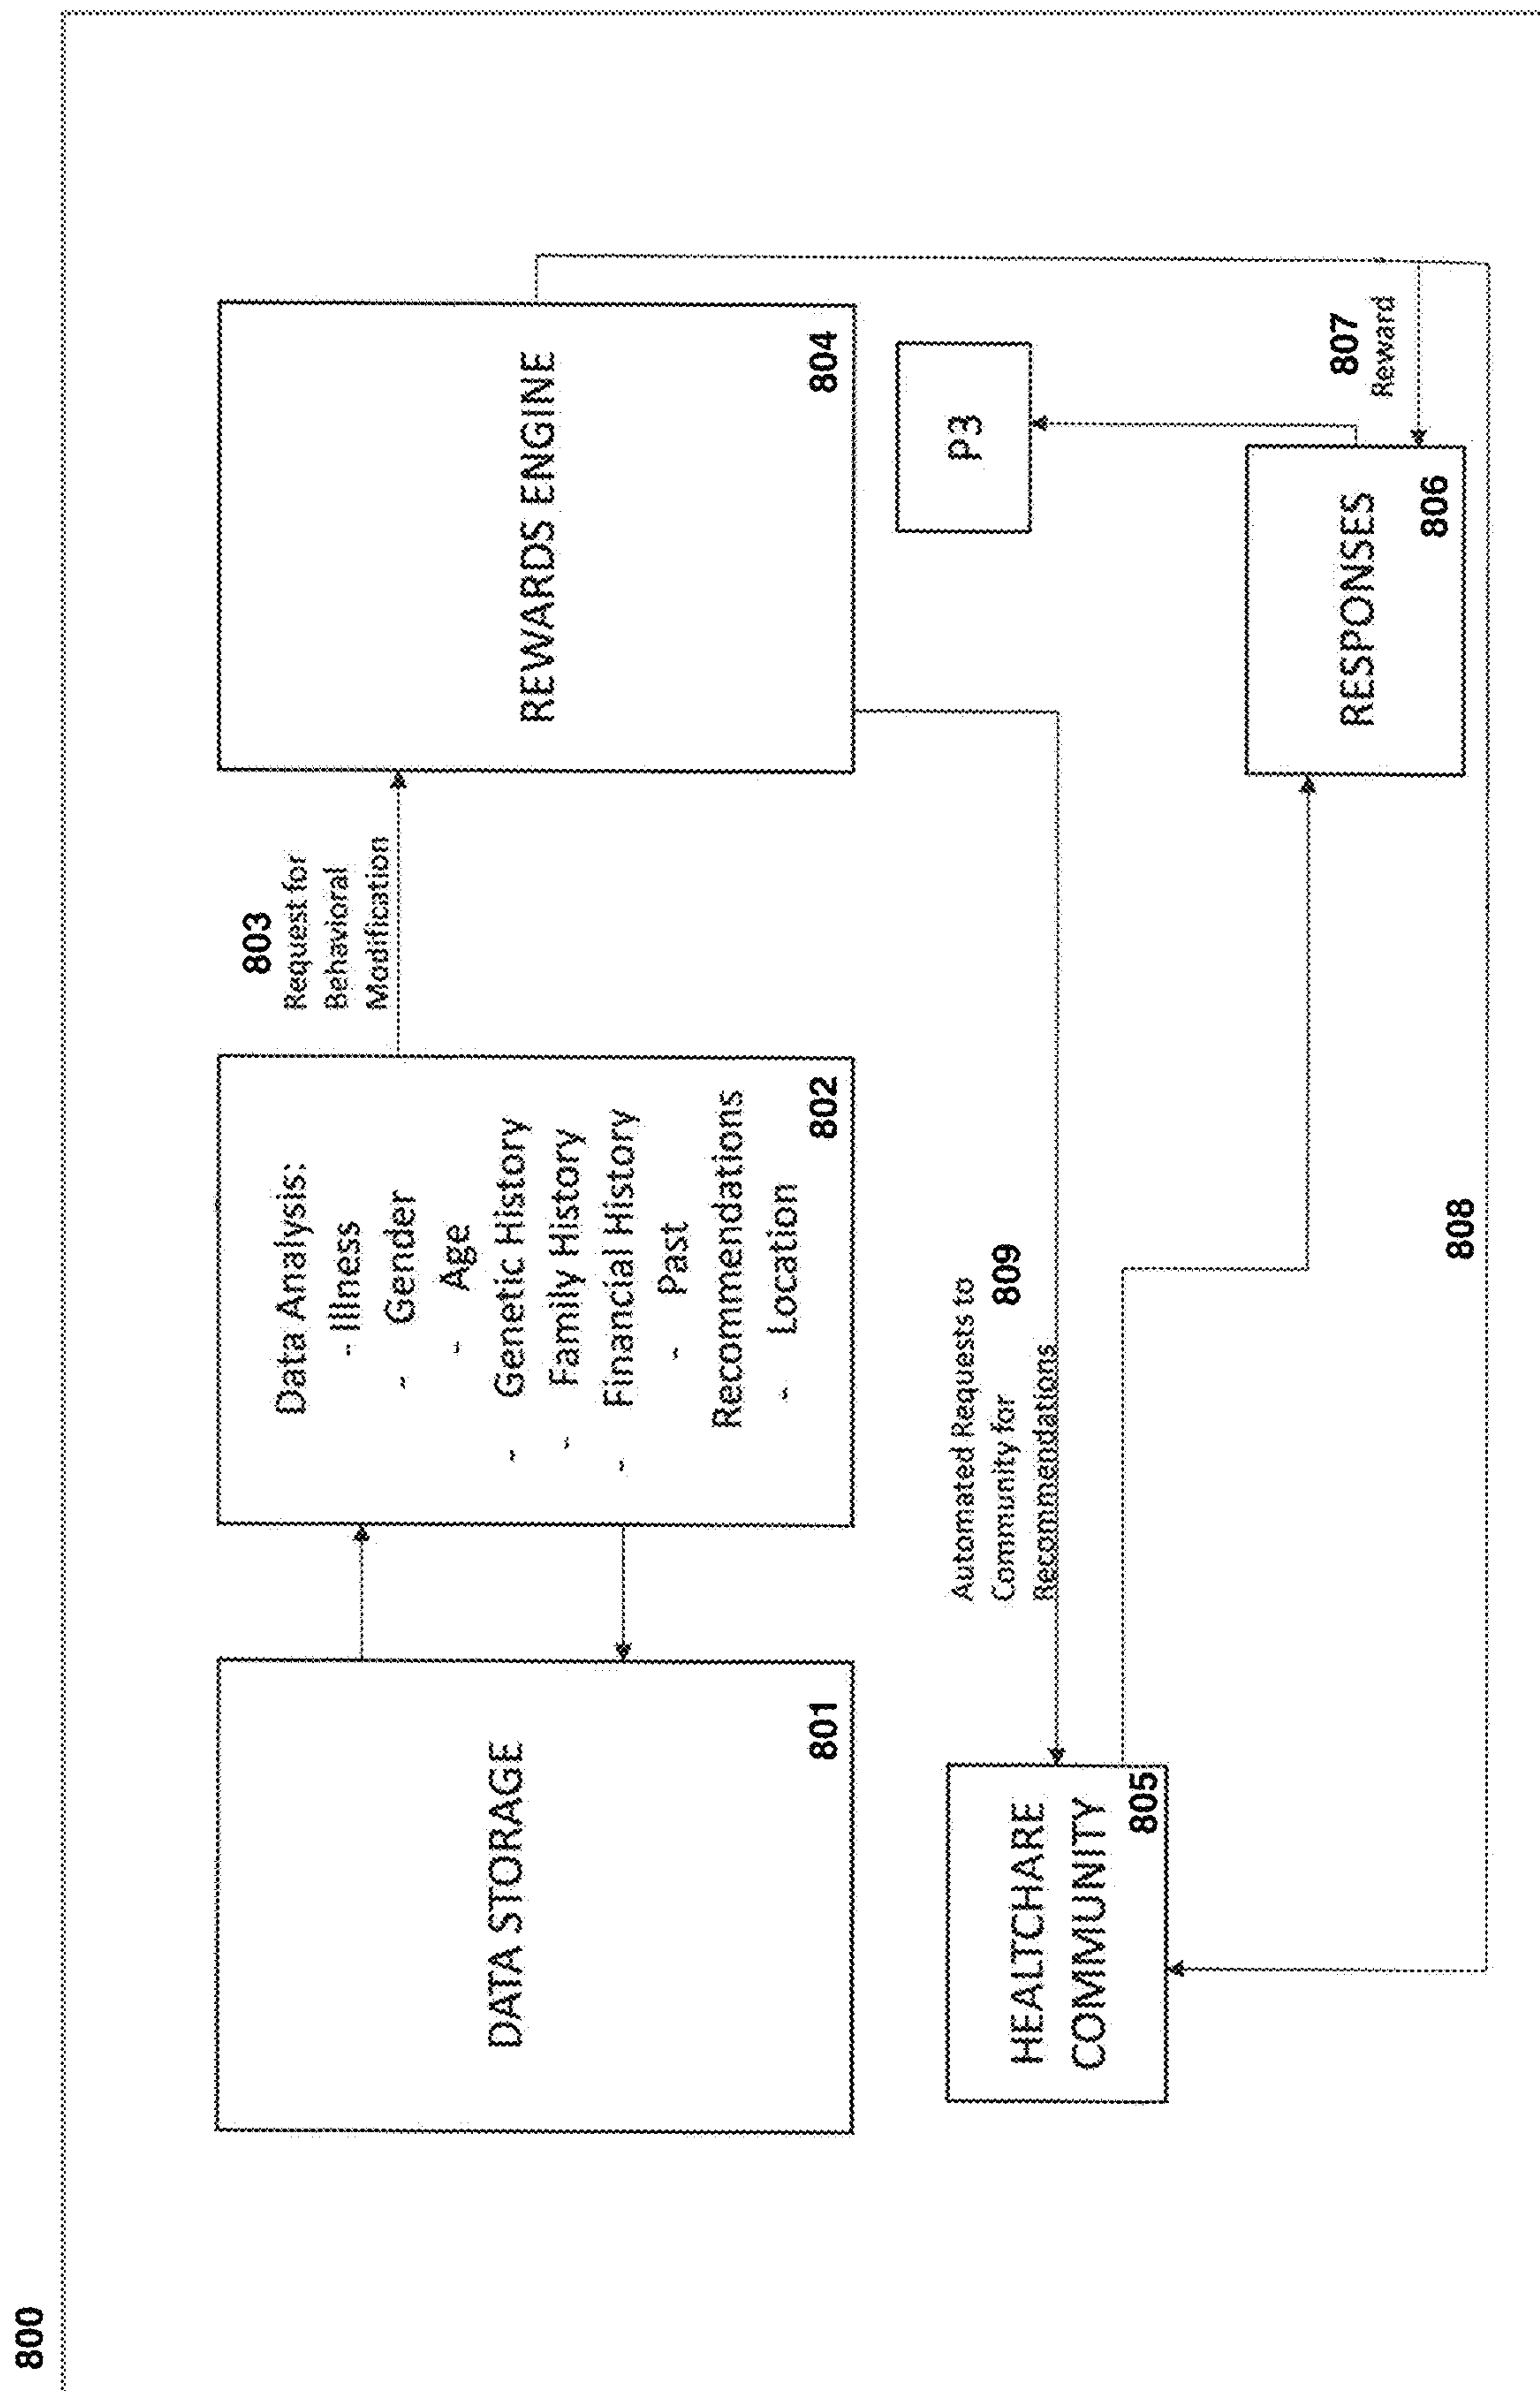 800
DATA STORAGE
801
Data Analysis:
- Illness
- Gender
- Age
- Genetic History
- Family History
- Financial History
- Past
Recommendations
- Location
802
803
Request for
Behavioral
Modification
REWARDS ENGINE
804
HEALTCHARE
COMMUNITY
805
Automated Requests to
Community for 809
Recommendations
P3
RESPONSES
806
807
Reward
808